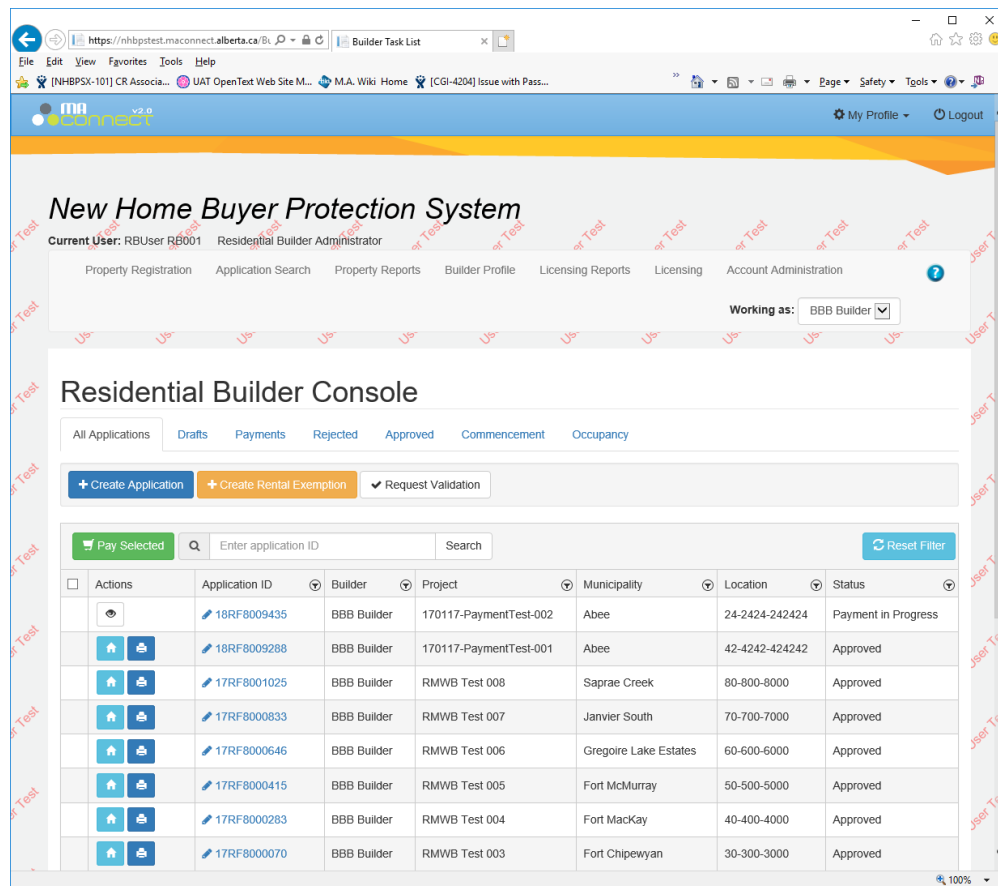 https://nhbpstest.maconnect.alberta.ca/Bu
Builder Task List
File Edit View Favorites Tools Help
[NHBPSX-101] CR Associa... UAT OpenText Web Site M... M.A. Wiki Home [CGI-4204] Issue with Pass... Page Safety Tools
MA connect v2.0
My Profile Logout
New Home Buyer Protection System
Current User: RBUser RB001 Residential Builder Administrator
Property Registration Application Search Property Reports Builder Profile Licensing Reports Licensing Account Administration
Working as: BBB Builder
Residential Builder Console
All Applications Drafts Payments Rejected Approved Commencement Occupancy
+ Create Application + Create Rental Exemption Request Validation
Pay Selected Enter application ID Search Reset Filter
Actions Application ID Builder Project Municipality Location Status
18RF8009435 BBB Builder 170117-PaymentTest-002 Abee 24-2424-242424 Payment in Progress
18RF8009288 BBB Builder 170117-PaymentTest-001 Abee 42-4242-424242 Approved
17RF8001025 BBB Builder RMWB Test 008 Saprae Creek 80-800-8000 Approved
17RF8000833 BBB Builder RMWB Test 007 Janvier South 70-700-7000 Approved
17RF8000646 BBB Builder RMWB Test 006 Gregoire Lake Estates 60-600-6000 Approved
17RF8000415 BBB Builder RMWB Test 005 Fort McMurray 50-500-5000 Approved
17RF8000283 BBB Builder RMWB Test 004 Fort MacKay 40-400-4000 Approved
17RF8000070 BBB Builder RMWB Test 003 Fort Chipewyan 30-300-3000 Approved
100%